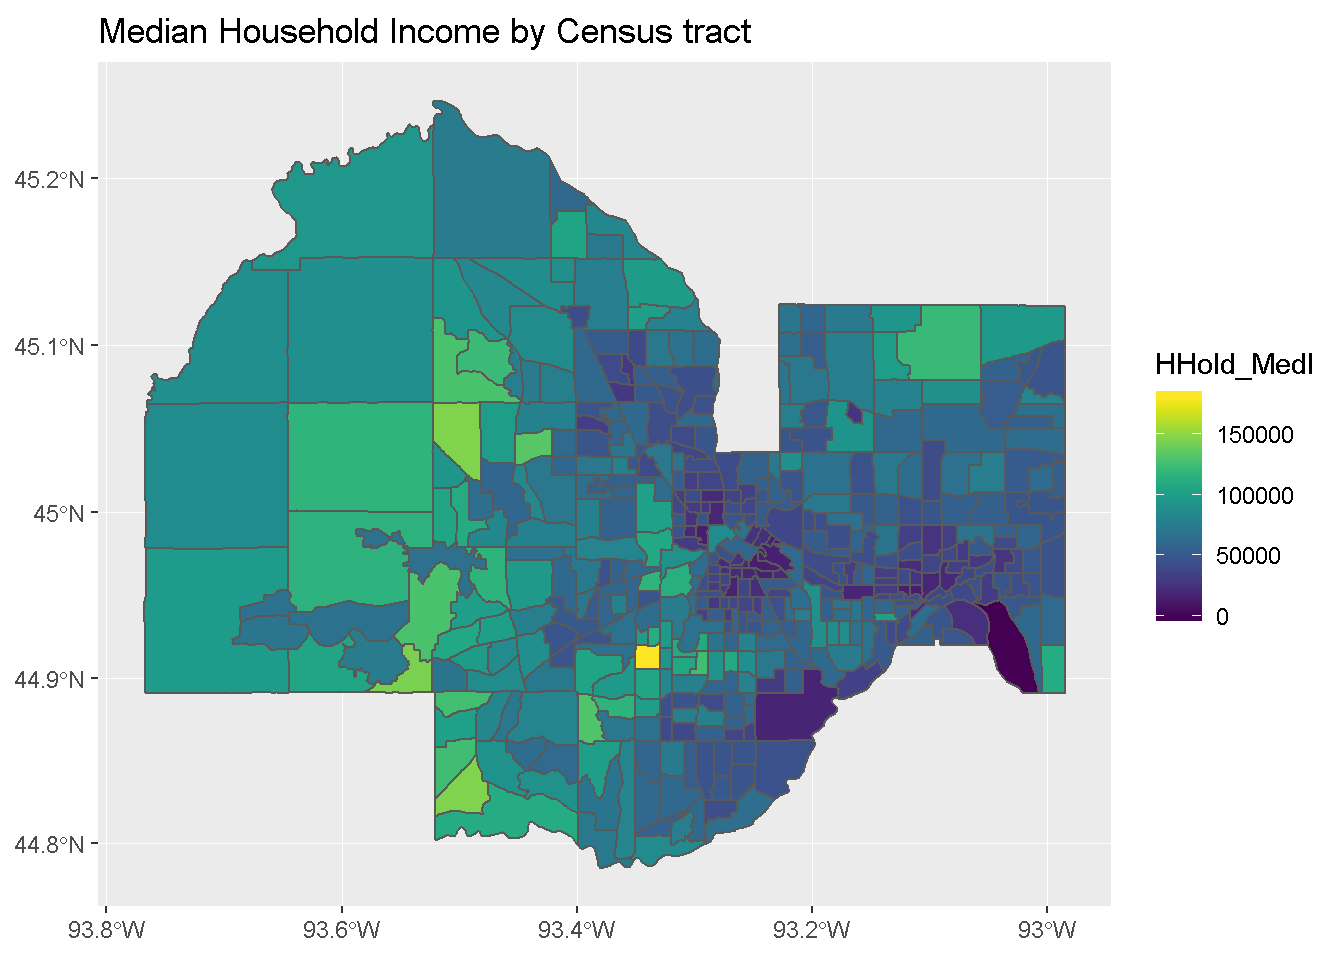 Median Household Income by Census tract
45.2°N
45.1°N
45°N
44.9°N
44.8°N
93.8°W
93.6°W
93.4°W
93.2°W
93°W
HHold_MedI
150000
100000
50000
0